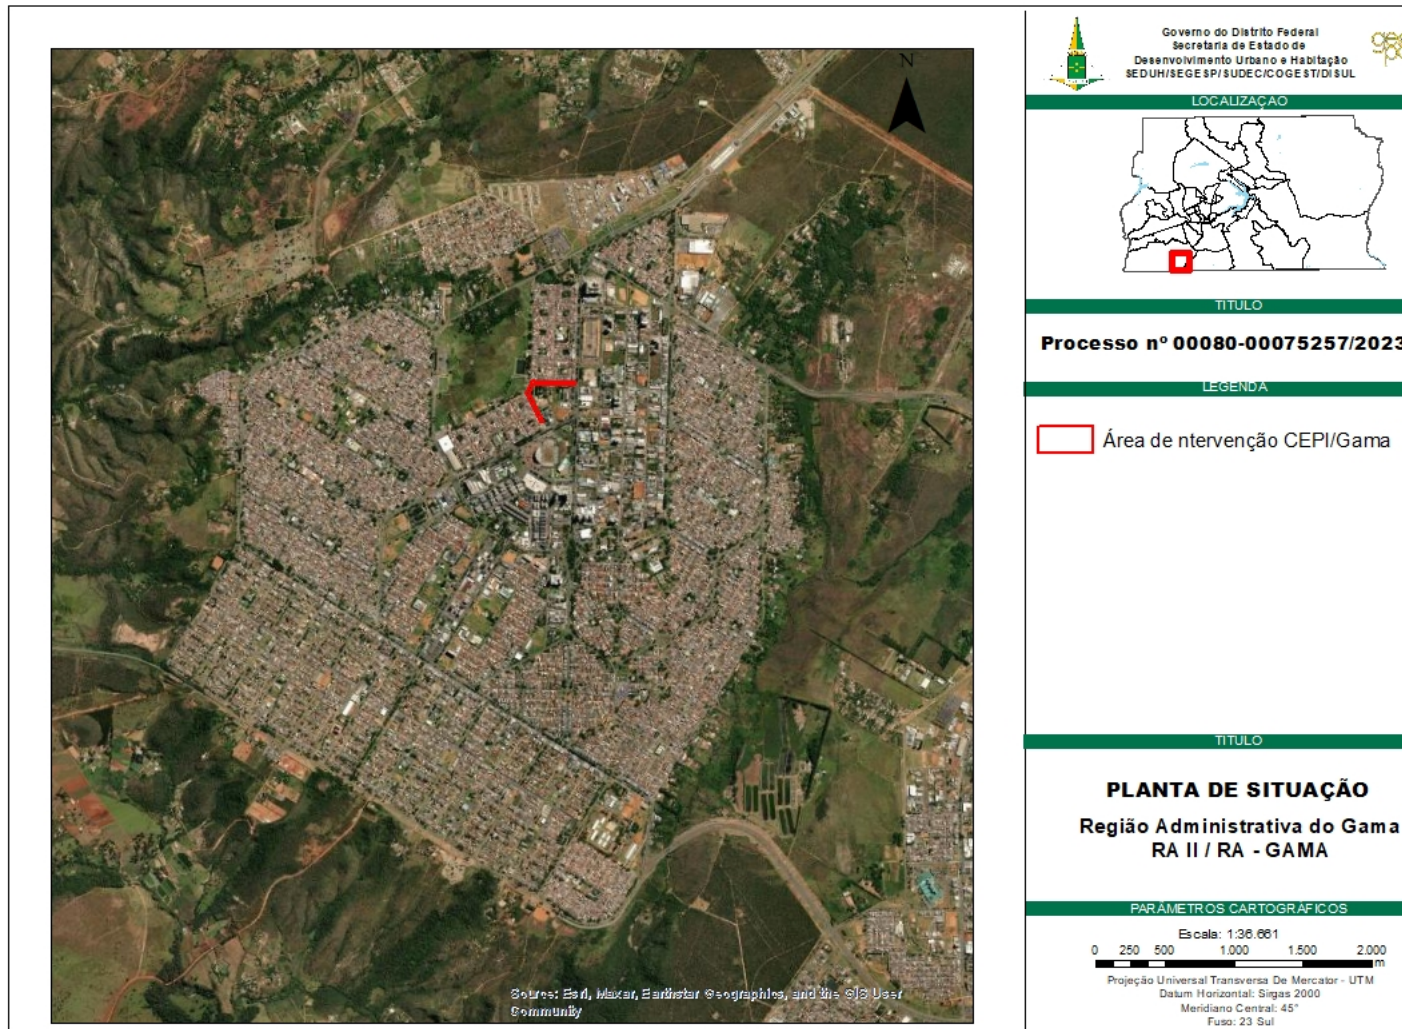 N
Source: Esri, Maxar, Earthstar Geographics, and the GIS User
Community
Governo do Distrito Federal
Secretaria de Estado de
Desenvolvimento Urbano e Habitação
SEDUH/SEGESP/SUDEC/COGEST/DISUL
LOCALIZAÇÃO
TITULO
Processo nº 00080-00075257/2023
LEGENDA
Área de ntervenção CEPI/Gama
TITULO
PLANTA DE SITUAÇÃO
Região Administrativa do Gama
RA II / RA - GAMA
PARÂMETROS CARTOGRÁFICOS
Escala: 1:36.661
0 250 500 1.000 1.500 2.000
m
Projeção Universal Transversa De Mercator - UTM
Datum Horizontal: Sirgas 2000
Meridiano Central: 45°
Fuso: 23 Sul